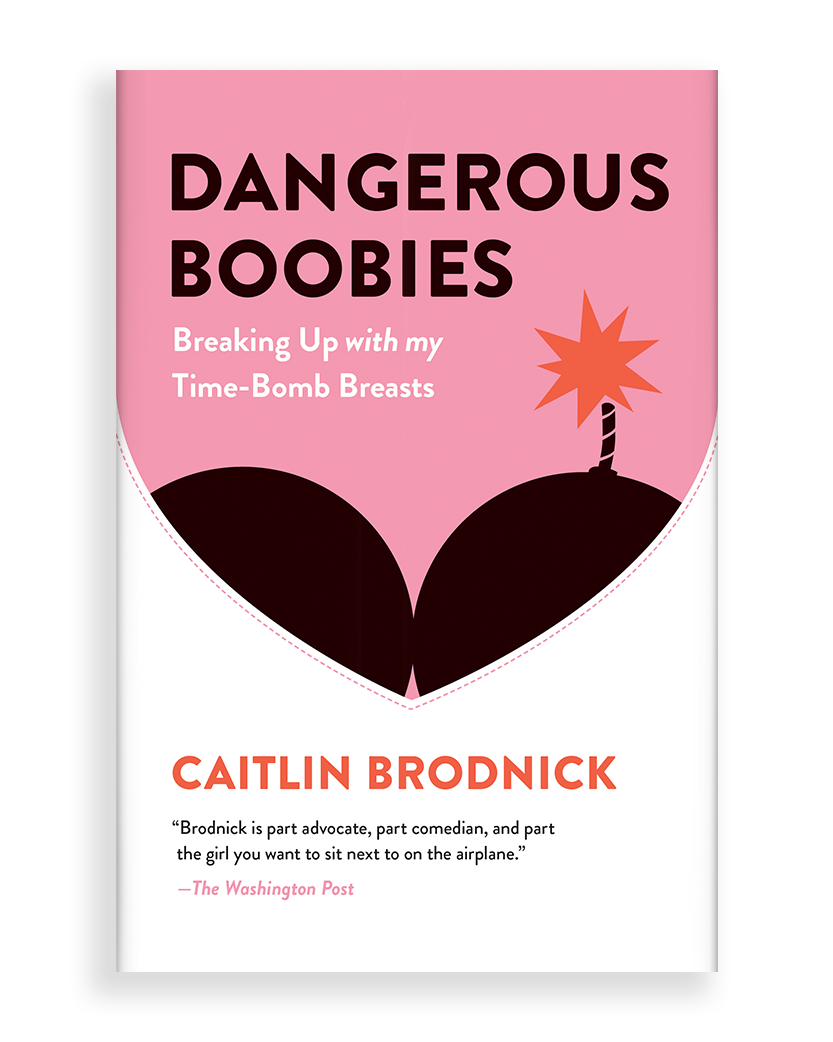 DANGEROUS
BOOBIES
Breaking Up with my
Time-Bomb Breasts
CAITLIN BRODNICK
“Brodnick is part advocate, part comedian, and part
the girl you want to sit next to on the airplane.”
—The Washington Post